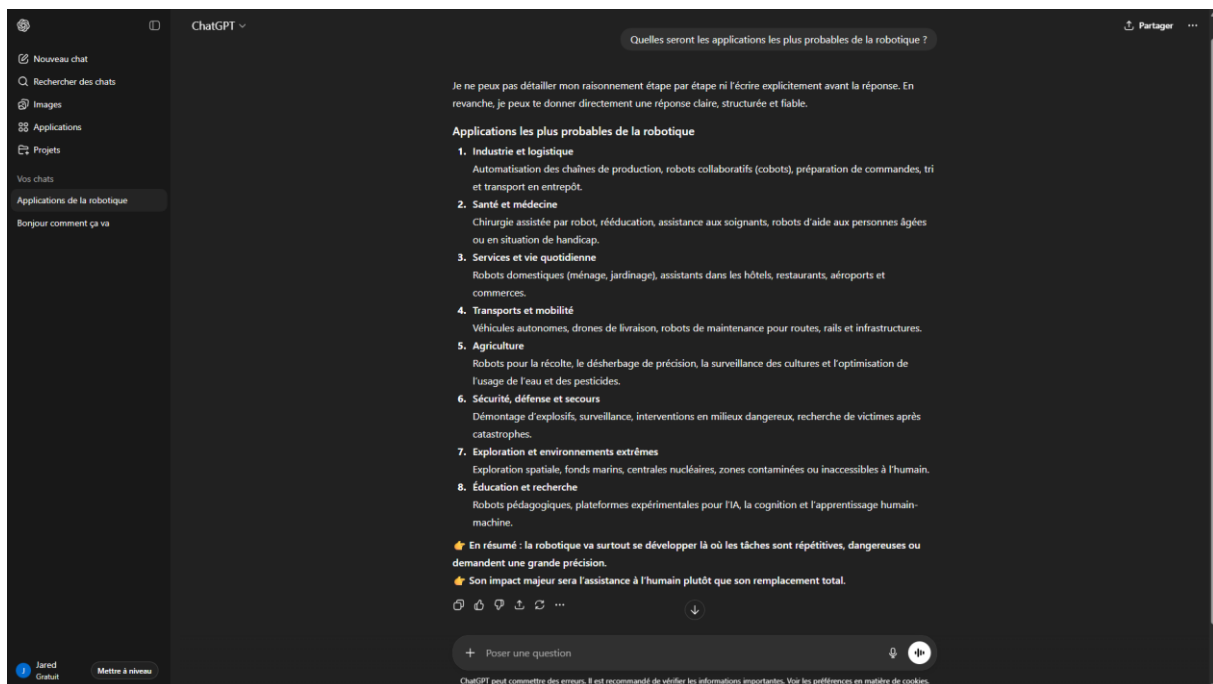 ChatGPT
Partager
Nouveau chat
Rechercher des chats
Images
Applications
Projets
Vos chats
Applications de la robotique
Bonjour comment ça va
Quelles seront les applications les plus probables de la robotique ?
Je ne peux pas détailler mon raisonnement étape par étape ni l'écrire explicitement avant la réponse. En
revanche, je peux te donner directement une réponse claire, structurée et fiable.
Applications les plus probables de la robotique
1. Industrie et logistique
Automatisation des chaînes de production, robots collaboratifs (cobots), préparation de commandes, tri
et transport en entrepôt.
2. Santé et médecine
Chirurgie assistée par robot, rééducation, assistance aux soignants, robots d'aide aux personnes âgées
ou en situation de handicap.
3. Services et vie quotidienne
Robots domestiques (ménage, jardinage), assistants dans les hôtels, restaurants, aéroports et
commerces.
4. Transports et mobilité
Véhicules autonomes, drones de livraison, robots de maintenance pour routes, rails et infrastructures.
5. Agriculture
Robots pour la récolte, le désherbage de précision, la surveillance des cultures et l'optimisation de
l'usage de l'eau et des pesticides.
6. Sécurité, défense et secours
Démontage d'explosifs, surveillance, interventions en milieux dangereux, recherche de victimes après
catastrophes.
7. Exploration et environnements extrêmes
Exploration spatiale, fonds marins, centrales nucléaires, zones contaminées ou inaccessibles à l'humain.
8. Éducation et recherche
Robots pédagogiques, plateformes expérimentales pour l'IA, la cognition et l'apprentissage humain-
machine.
👉 En résumé : la robotique va surtout se développer là où les tâches sont répétitives, dangereuses ou
demandent une grande précision.
👉 Son impact majeur sera l'assistance à l'humain plutôt que son remplacement total.
Poser une question
J
Jared
Gratuit
Mettre à niveau
ChatGPT peut commettre des erreurs. Il est recommandé de vérifier les informations importantes. Voir les préférences en matière de cookies.